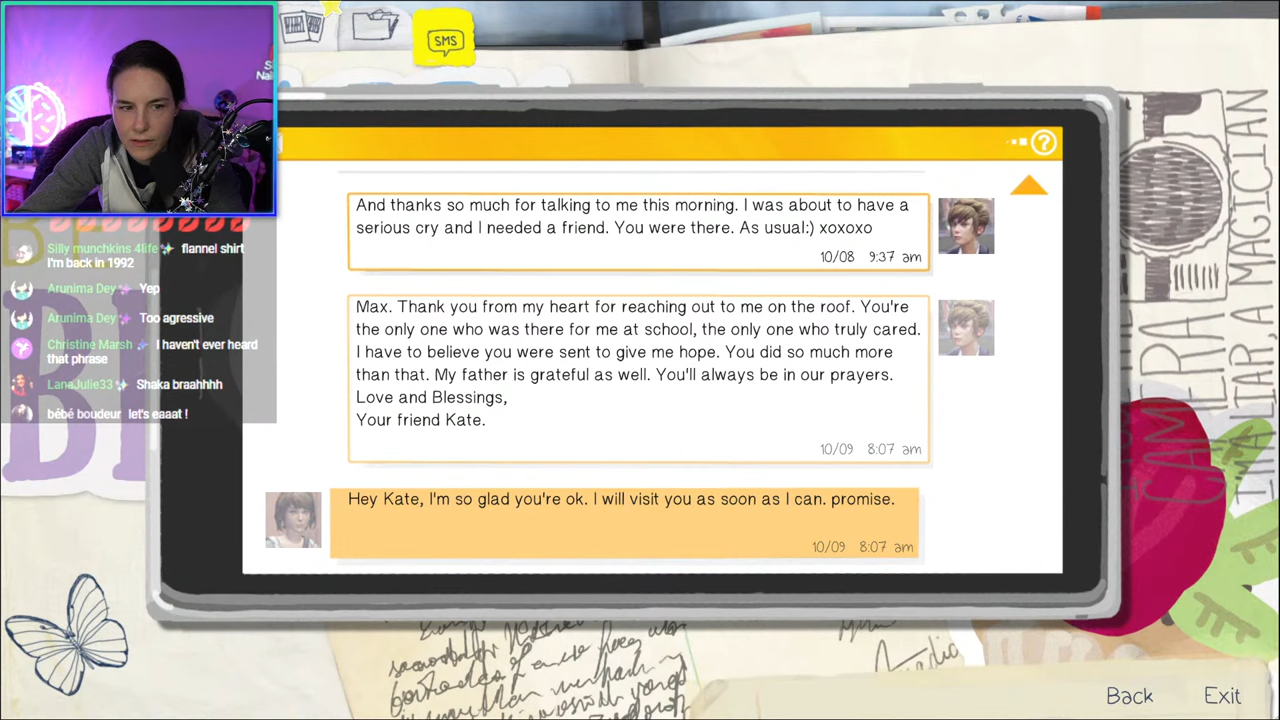 SMS
And thanks so much for talking to me this morning. I was about to have a
serious cry and I needed a friend. You were there. As usual:) xoxoxo
10/08 9:37 am
Max. Thank you from my heart for reaching out to me on the roof. You're
the only one who was there for me at school, the only one who truly cared.
I have to believe you were sent to give me hope. You did so much more
than that. My father is grateful as well. You'll always be in our prayers.
Love and Blessings,
Your friend Kate.
10/09 8:07 am
Hey Kate, I'm so glad you're ok. I will visit you as soon as I can. promise.
10/09 8:07 am
Silly munchkins 4life flannel shirt
I'm back in 1992
Arunima Dey Yep
Arunima Dey Too agressive
Christine Marsh I haven't ever heard
that phrase
LanaJulie33 Shaka braahhhh
bébé boudeur let's eaaat !
CAMERA
LIAR, A MAGICIAN
Back Exit